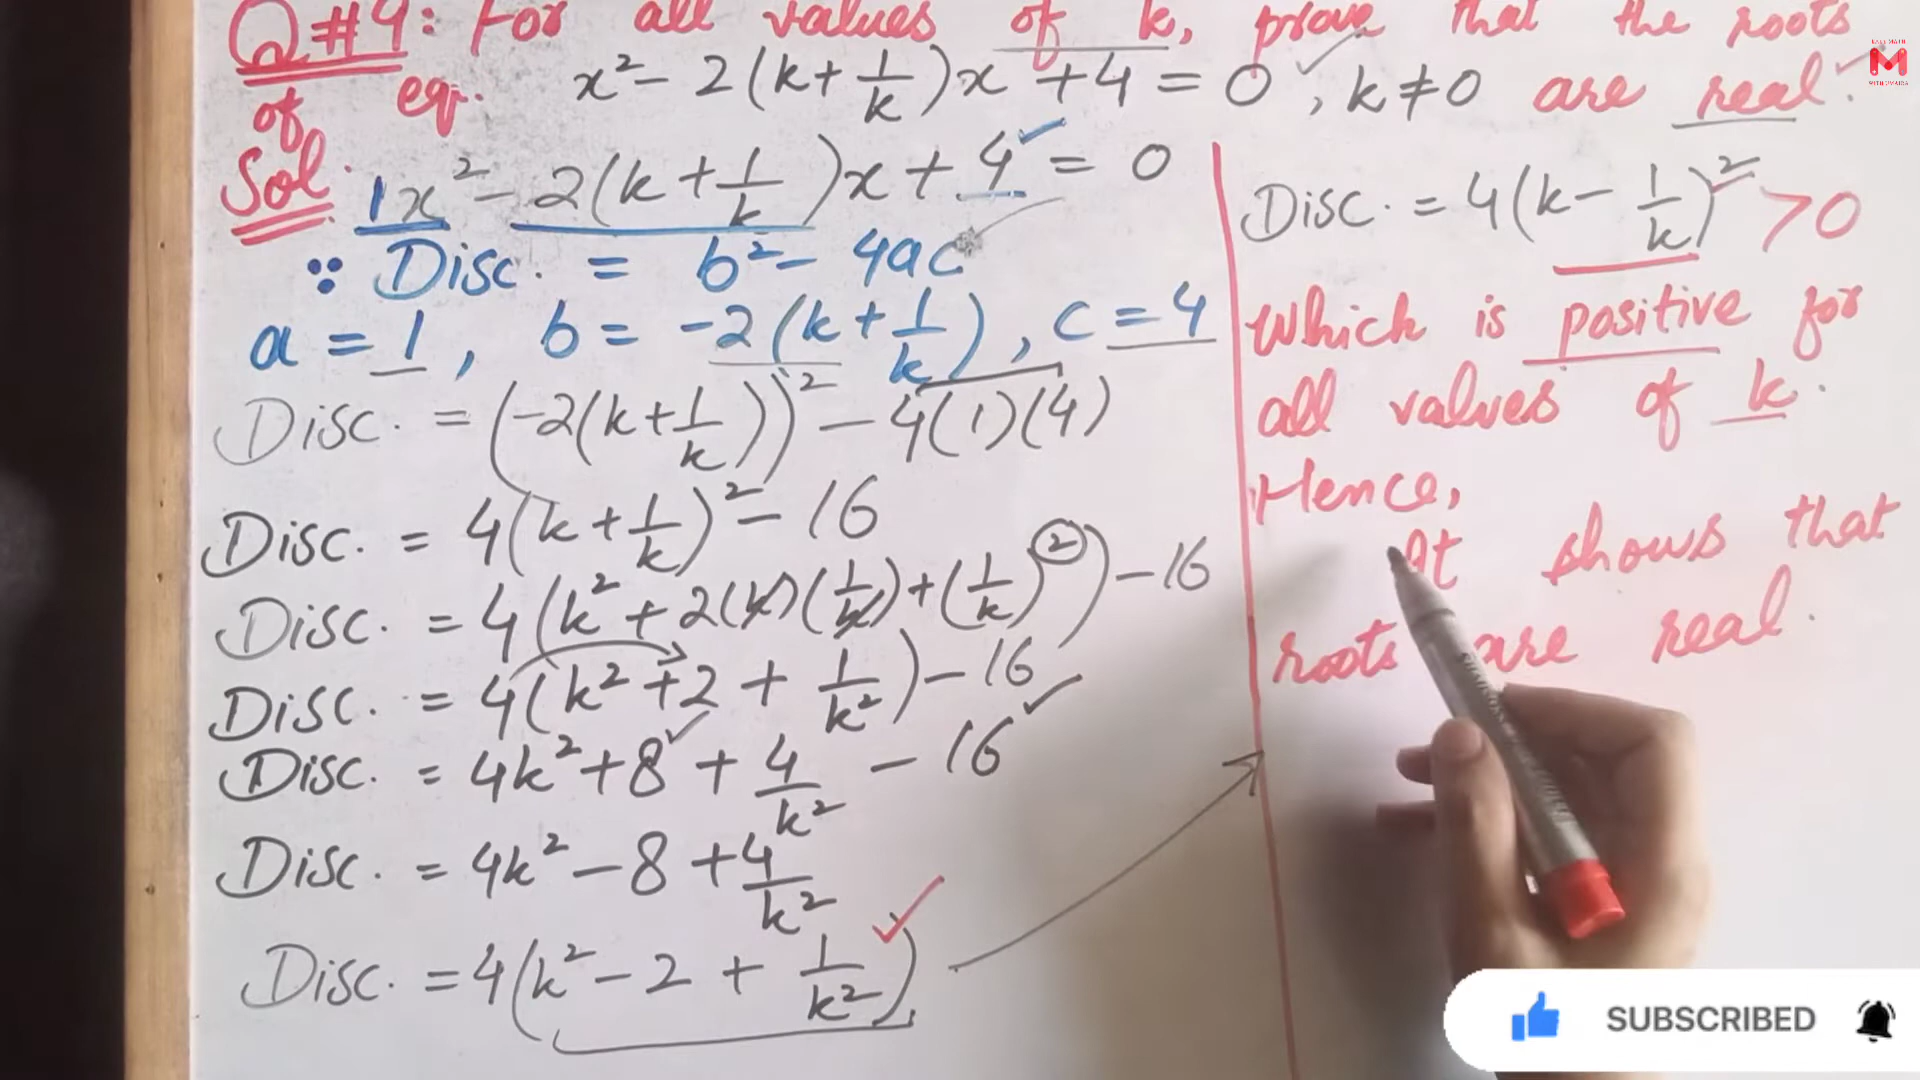 Q#4: For all values of k, prove that the roots
of eq. x² - 2(k + 1/k)x + 4 = 0, k ≠ 0 are real.
Sol.
1x² - 2(k + 1/k)x + 4 = 0
∵ Disc. = b² - 4ac
a = 1, b = -2(k + 1/k), c = 4
Disc. = (-2(k + 1/k))² - 4(1)(4)
Disc. = 4(k + 1/k)² - 16
Disc. = 4(k² + 2(k)(1/k) + (1/k)²) - 16
Disc. = 4(k² + 2 + 1/k²) - 16
Disc. = 4k² + 8 + 4/k² - 16
Disc. = 4k² - 8 + 4/k²
Disc. = 4(k² - 2 + 1/k²)
Disc. = 4(k - 1/k)² > 0
Which is positive for
all values of k.
Hence,
It shows that
roots are real.
M
SUBSCRIBED